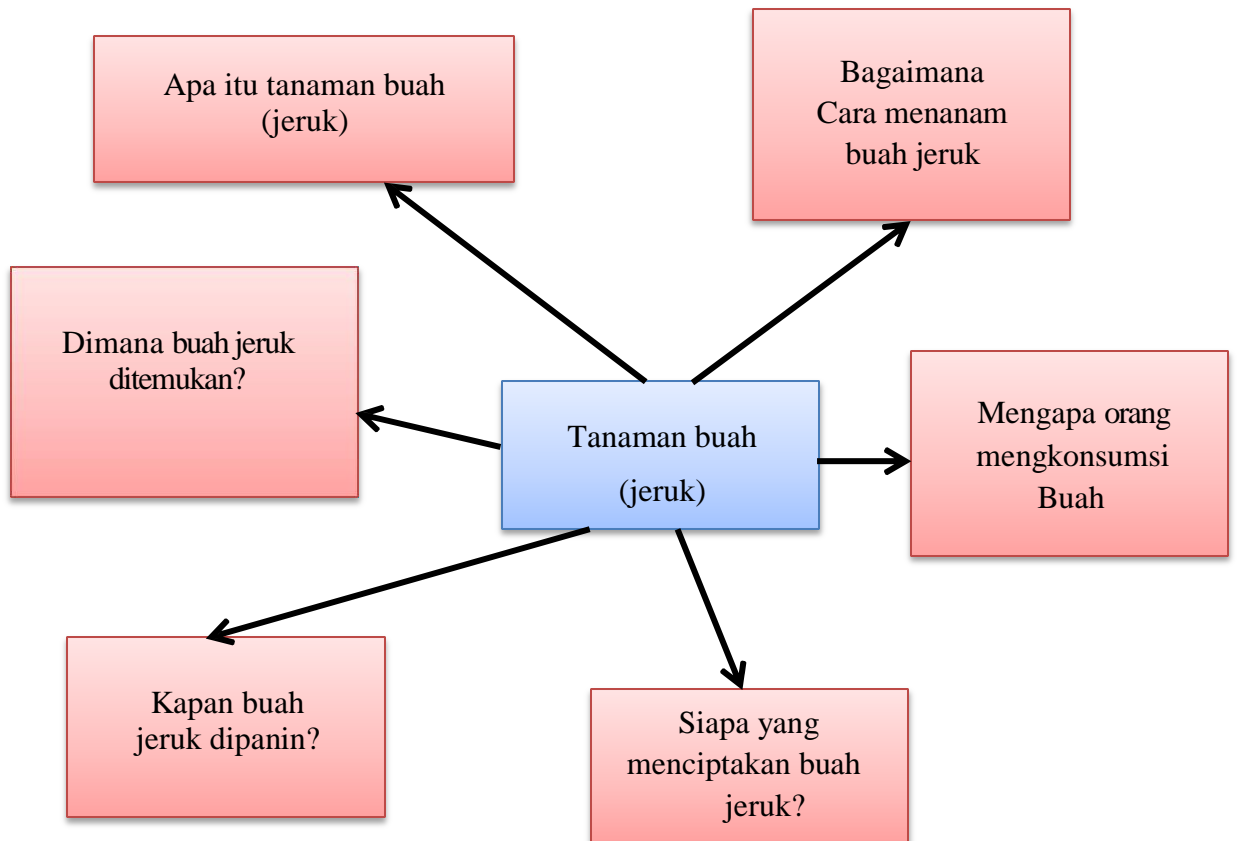 Apa itu tanaman buah
(jeruk)
Bagaimana
Cara menanam
buah jeruk
Dimana buah jeruk
ditemukan?
Tanaman buah
(jeruk)
Mengapa orang
mengkonsumsi
Buah
Kapan buah
jeruk dipanin?
Siapa yang
menciptakan buah
jeruk?